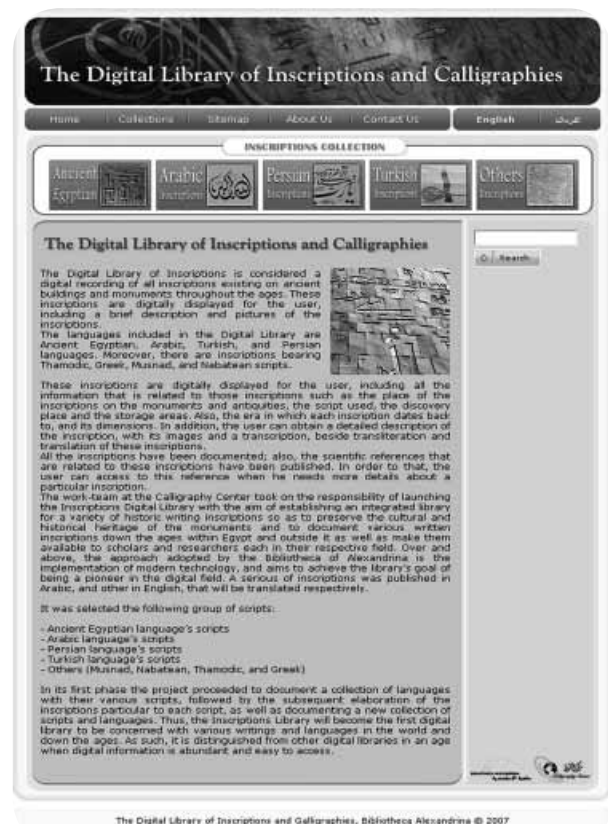 The Digital Library of Inscriptions and Calligraphies
Home Collections Sitemap About Us Contact Us English عربي
INSCRIPTIONS COLLECTION
Ancient Egyptian
Arabic Inscriptions
Persian Inscriptions
Turkish Inscriptions
Others Inscriptions
The Digital Library of Inscriptions and Calligraphies
Search
The Digital Library of Inscriptions is considered a
digital recording of all inscriptions existing on ancient
buildings and monuments throughout the ages. These
inscriptions are digitally displayed for the user,
including a brief description and pictures of the
inscriptions.
The languages included in the Digital Library are
Ancient Egyptian, Arabic, Turkish, and Persian
languages. Moreover, there are inscriptions bearing
Thamodic, Greek, Musnad, and Nabatean scripts.
These inscriptions are digitally displayed for the user, including all the
information that is related to those inscriptions such as the place of the
inscriptions on the monuments and antiquities, the script used, the discovery
place and the storage areas. Also, the era in which each inscription dates back
to, and its dimensions. In addition, the user can obtain a detailed description of
the inscription, with its images and a transcription, beside transliteration and
translation of these inscriptions.
All the inscriptions have been documented; also, the scientific references that
are related to these inscriptions have been published. In order to that, the
user can access to this reference when he needs more details about a
particular inscription.
The work-team at the Calligraphy Center took on the responsibility of launching
the Inscriptions Digital Library with the aim of establishing an integrated library
for a variety of historic writing inscriptions so as to preserve the cultural and
historical heritage of the monuments and to document various written
inscriptions down the ages within Egypt and outside it as well as make them
available to scholars and researchers each in their respective field. Over and
above, the approach adopted by the Bibliotheca of Alexandrina is the
implementation of modern technology, and aims to achieve the library's goal of
being a pioneer in the digital field. A serious of inscriptions was published in
Arabic, and other in English, that will be translated respectively.
It was selected the following group of scripts:
- Ancient Egyptian language's scripts
- Arabic language's scripts
- Persian language's scripts
- Turkish language's scripts
- Others (Musnad, Nabatean, Thamodic, and Greek)
In its first phase the project proceeded to document a collection of languages
with their various scripts, followed by the subsequent elaboration of the
inscriptions particular to each script, as well as documenting a new collection of
scripts and languages. Thus, the Inscriptions Library will become the first digital
library to be concerned with various writings and languages in the world and
down the ages. As such, it is distinguished from other digital libraries in an age
when digital information is abundant and easy to access.
The Digital Library of Inscriptions and Galligraphies, Bibliotheca Alexandrina © 2007